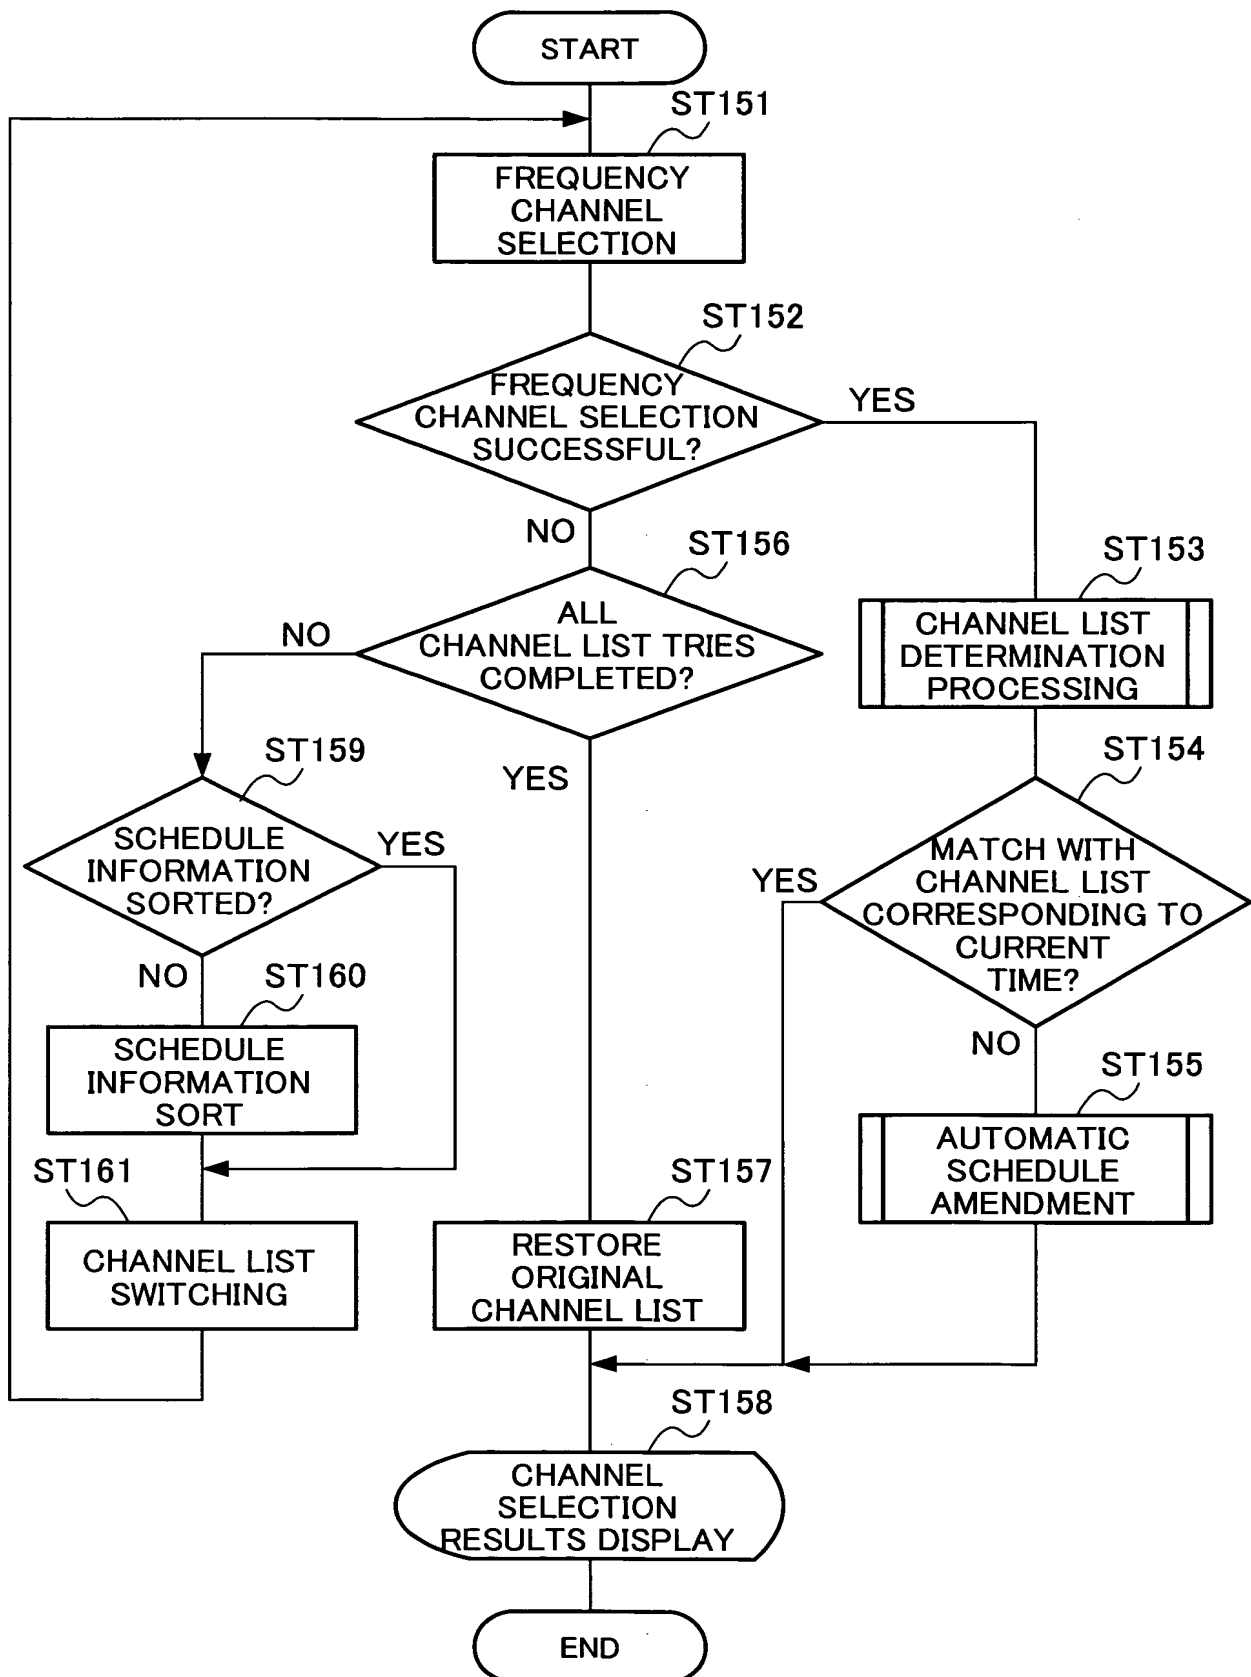 START
ST151
FREQUENCY
CHANNEL
SELECTION
ST152
FREQUENCY
CHANNEL SELECTION
SUCCESSFUL?
YES
NO
ST156
ALL
CHANNEL LIST TRIES
COMPLETED?
NO
YES
ST153
CHANNEL LIST
DETERMINATION
PROCESSING
ST154
MATCH WITH
CHANNEL LIST
CORRESPONDING TO
CURRENT
TIME?
YES
NO
ST155
AUTOMATIC
SCHEDULE
AMENDMENT
ST159
SCHEDULE
INFORMATION
SORTED?
YES
NO
ST160
SCHEDULE
INFORMATION
SORT
ST161
CHANNEL LIST
SWITCHING
ST157
RESTORE
ORIGINAL
CHANNEL LIST
ST158
CHANNEL
SELECTION
RESULTS DISPLAY
END